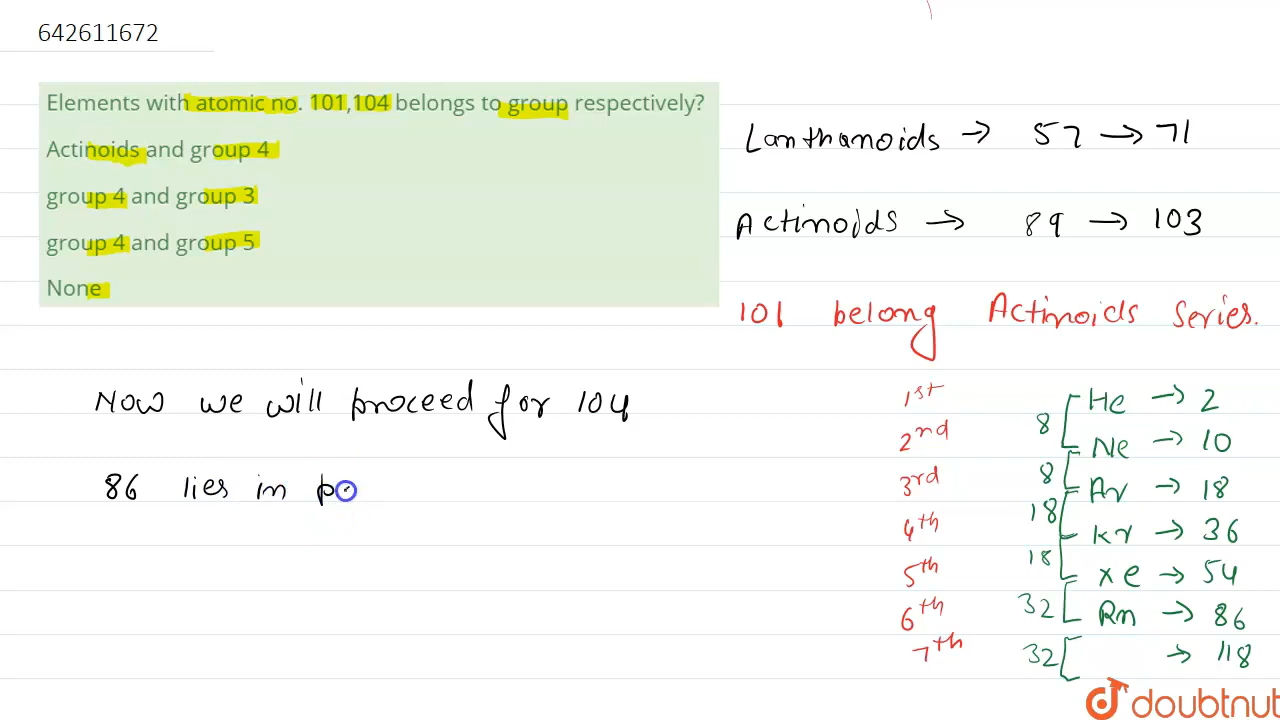 642611672
Elements with atomic no. 101,104 belongs to group respectively?
Actinoids and group 4
group 4 and group 3
group 4 and group 5
None
Lanthanoids → 57 → 71
Actinoids → 89 → 103
101 belong Actinoids series.
Now we will proceed for 104
86 lies in po
1st
2nd
3rd
4th
5th
6th
7th
8
8
18
18
32
32
He → 2
Ne → 10
Ar → 18
Kr → 36
Xe → 54
Rn → 86
→ 118
doubtnut